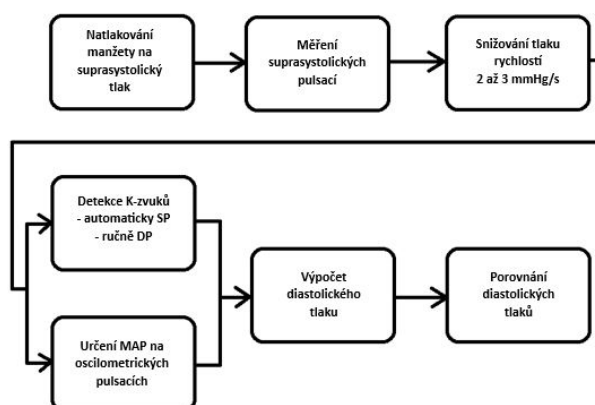 Natlakování
manžety na
suprasystolický
tlak
Měření
suprasystolických
pulsací
Snižování tlaku
rychlostí
2 až 3 mmHg/s
Detekce K-zvuků
- automaticky SP
- ručně DP
Určení MAP na
oscilometrických
pulsacích
Výpočet
diastolického
tlaku
Porovnání
diastolických
tlaků